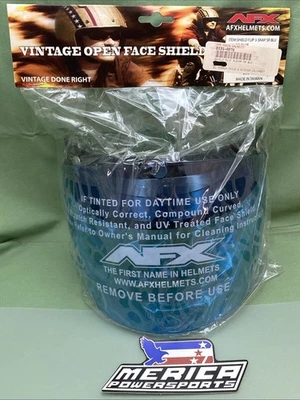 AFX
AFXHELMETS.COM
VINTAGE OPEN FACE SHIELD
VINTAGE DONE RIGHT
MADE IN TAIWAN
IF TINTED FOR DAYTIME USE ONLY
Optically Correct, Compound Curved,
Resistant, and UV Treated Face
Refer to Owner's Manual for Cleaning
AFX
THE FIRST NAME IN HELMETS
WWW.AFXHELMETS.COM
REMOVE BEFORE USE
MERICA
POWERSPORTS